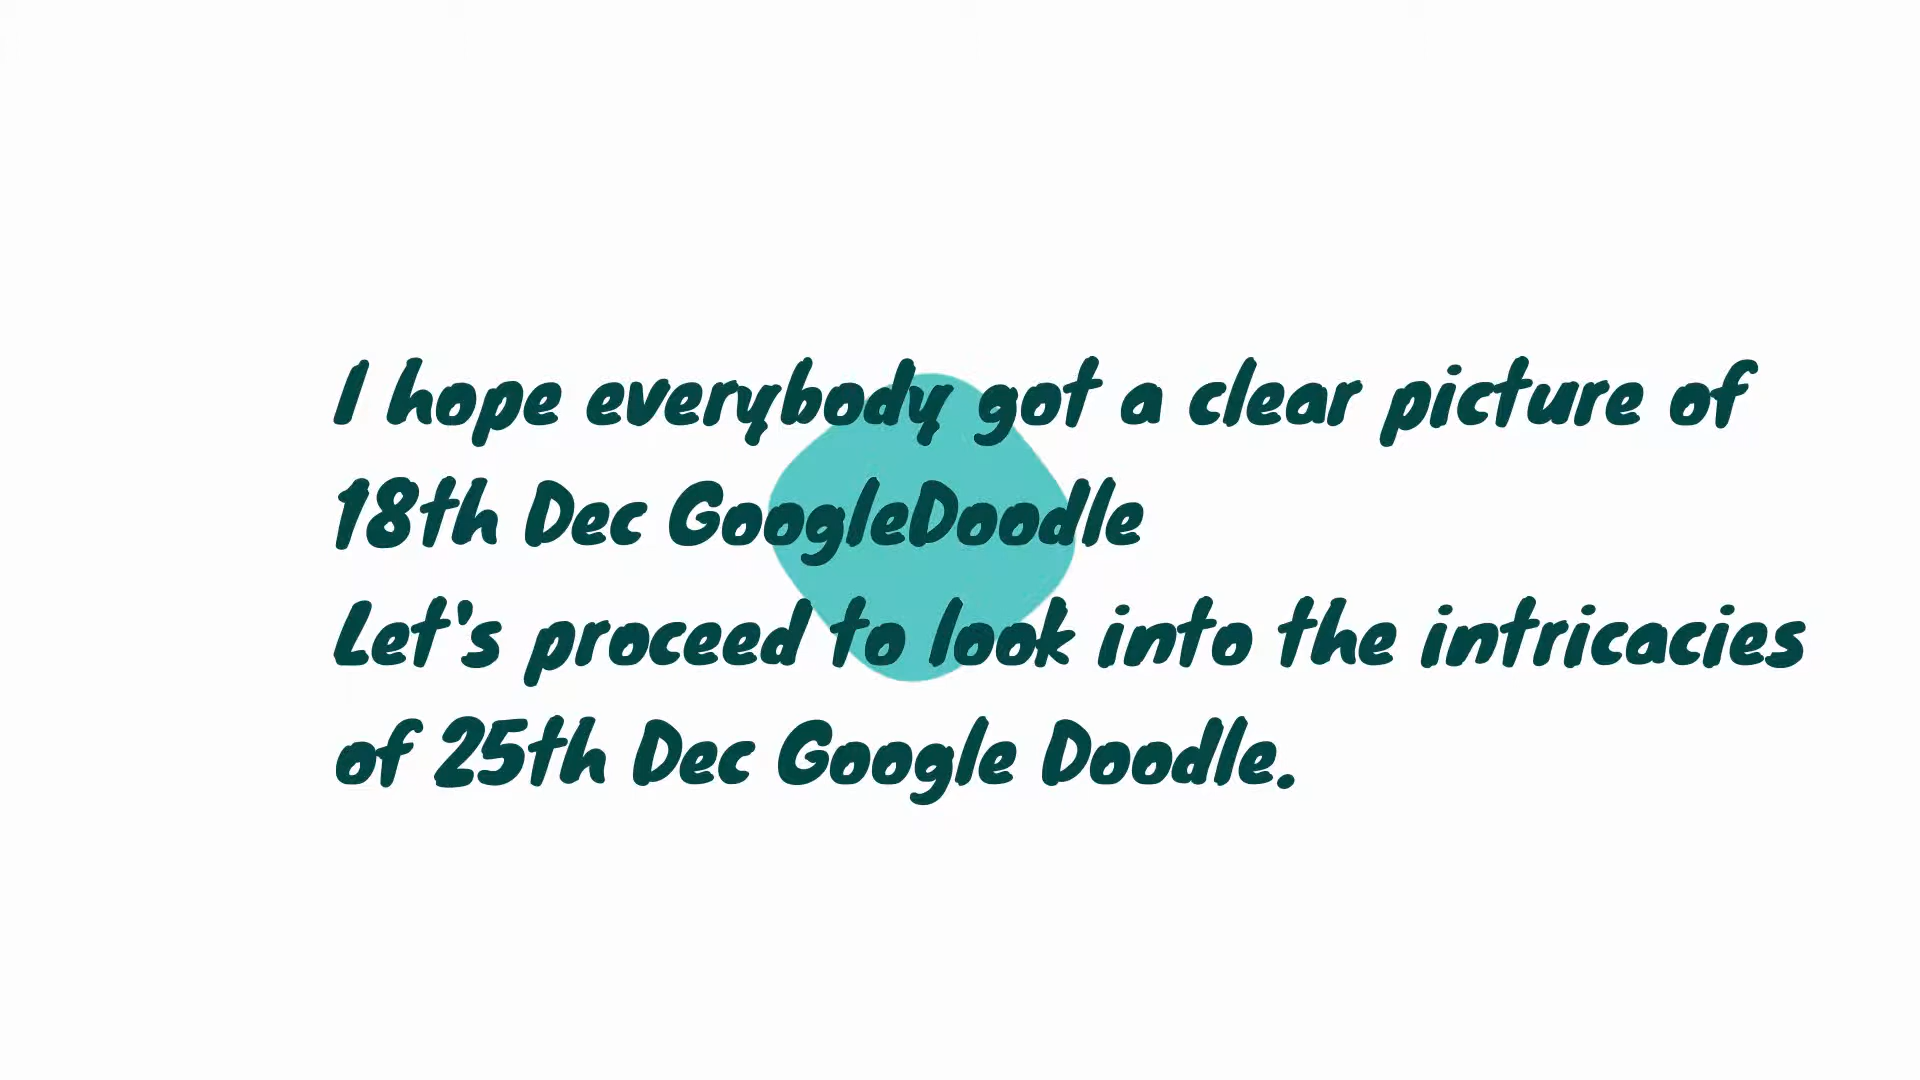 I hope everybody got a clear picture of
18th Dec GoogleDoodle
Let's proceed to look into the intricacies
of 25th Dec Google Doodle.